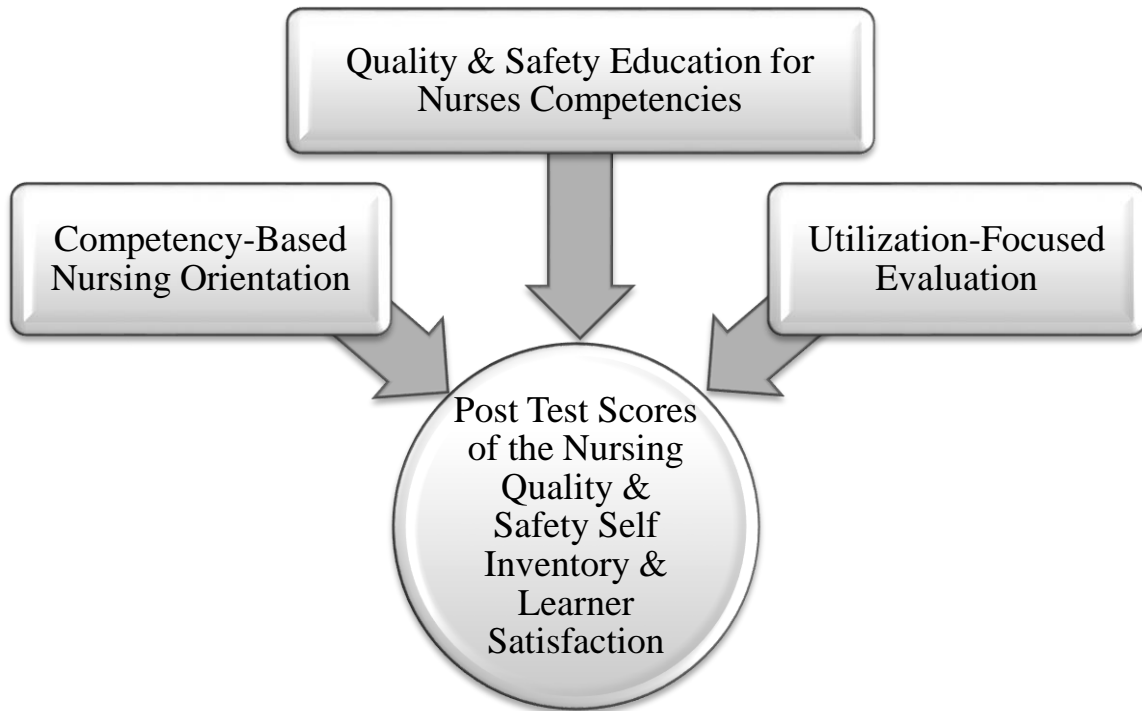 Quality & Safety Education for
Nurses Competencies
Competency-Based
Nursing Orientation
Utilization-Focused
Evaluation
Post Test Scores
of the Nursing
Quality &
Safety Self
Inventory &
Learner
Satisfaction